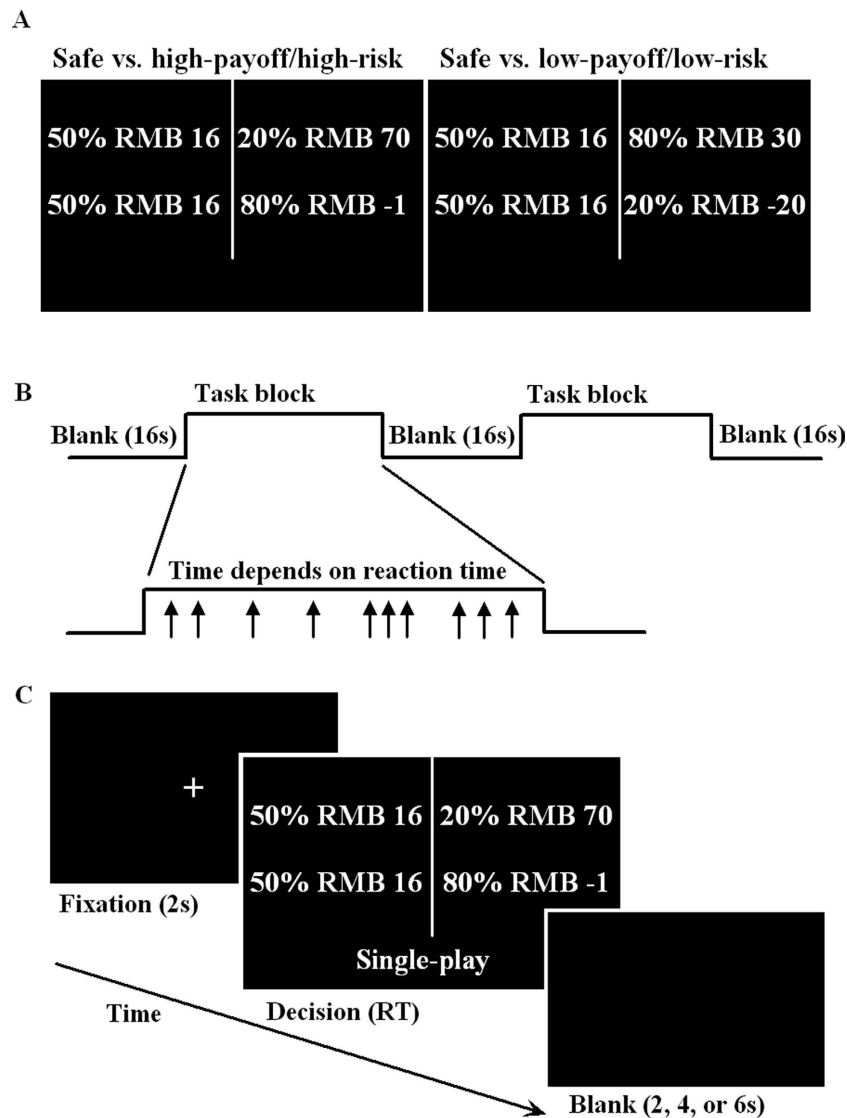 A
Safe vs. high-payoff/high-risk Safe vs. low-payoff/low-risk
50% RMB 16 20% RMB 70 50% RMB 16 80% RMB 30
50% RMB 16 80% RMB -1 50% RMB 16 20% RMB -20
B
Task block Task block
Blank (16s) Blank (16s) Blank (16s)
Time depends on reaction time
C
+
50% RMB 16 20% RMB 70
50% RMB 16 80% RMB -1
Fixation (2s)
Single-play
Time Decision (RT)
Blank (2, 4, or 6s)